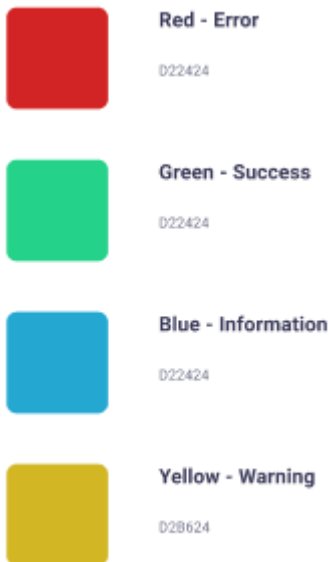 Red - Error
D22424
Green - Success
D22424
Blue - Information
D22424
Yellow - Warning
D2B624